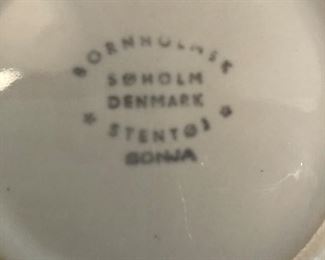 BORNHOLMSK
SØHOLM
DENMARK
* STENTØJ *
SONJA